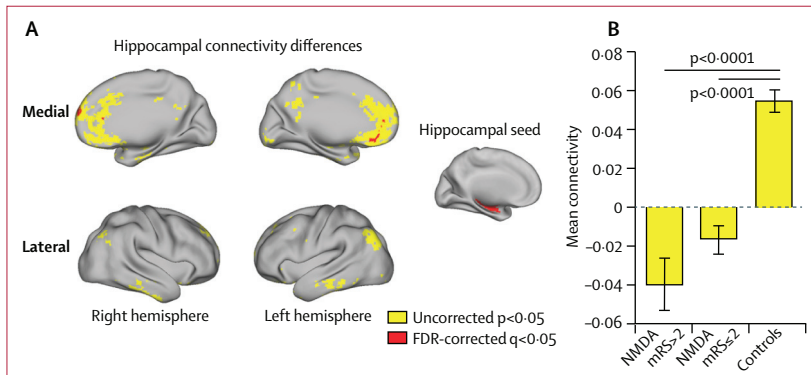 A
Hippocampal connectivity differences
Medial
Lateral
Right hemisphere
Left hemisphere
Hippocampal seed
Uncorrected p<0·05
FDR-corrected q<0·05
B
Mean connectivity
0·08
0·06
0·04
0·02
0
−0·02
−0·04
−0·06
p<0·0001
p<0·0001
NMDA
mRS>2
NMDA
mRS≤2
Controls